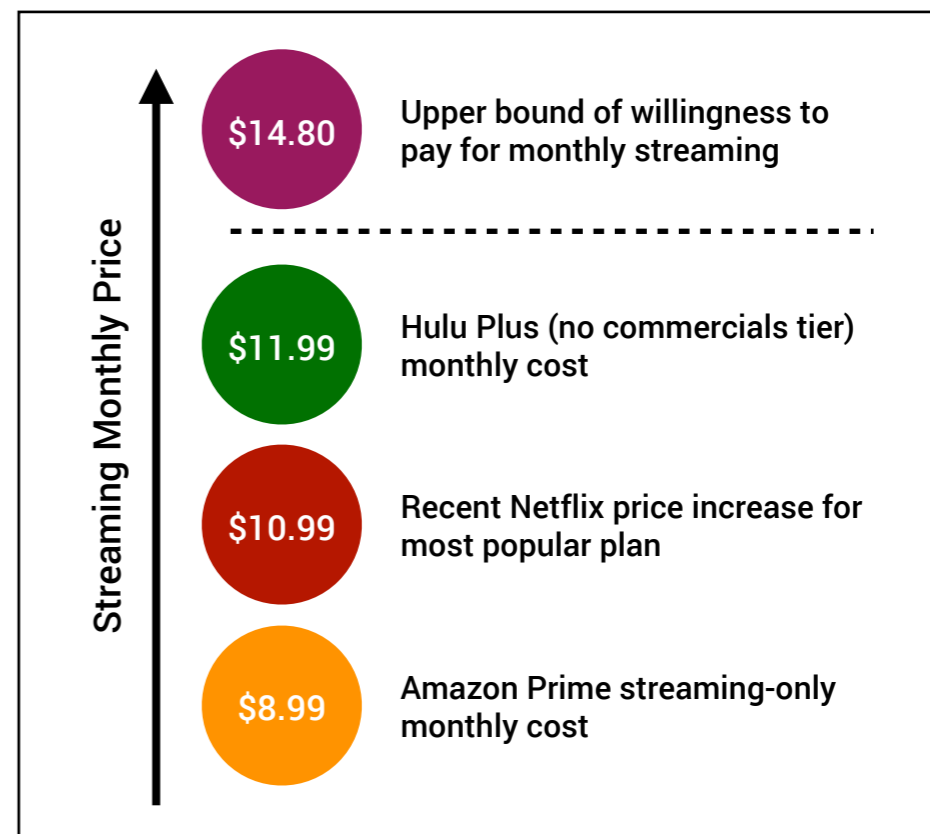 Streaming Monthly Price
$14.80
Upper bound of willingness to
pay for monthly streaming
$11.99
Hulu Plus (no commercials tier)
monthly cost
$10.99
Recent Netflix price increase for
most popular plan
$8.99
Amazon Prime streaming-only
monthly cost